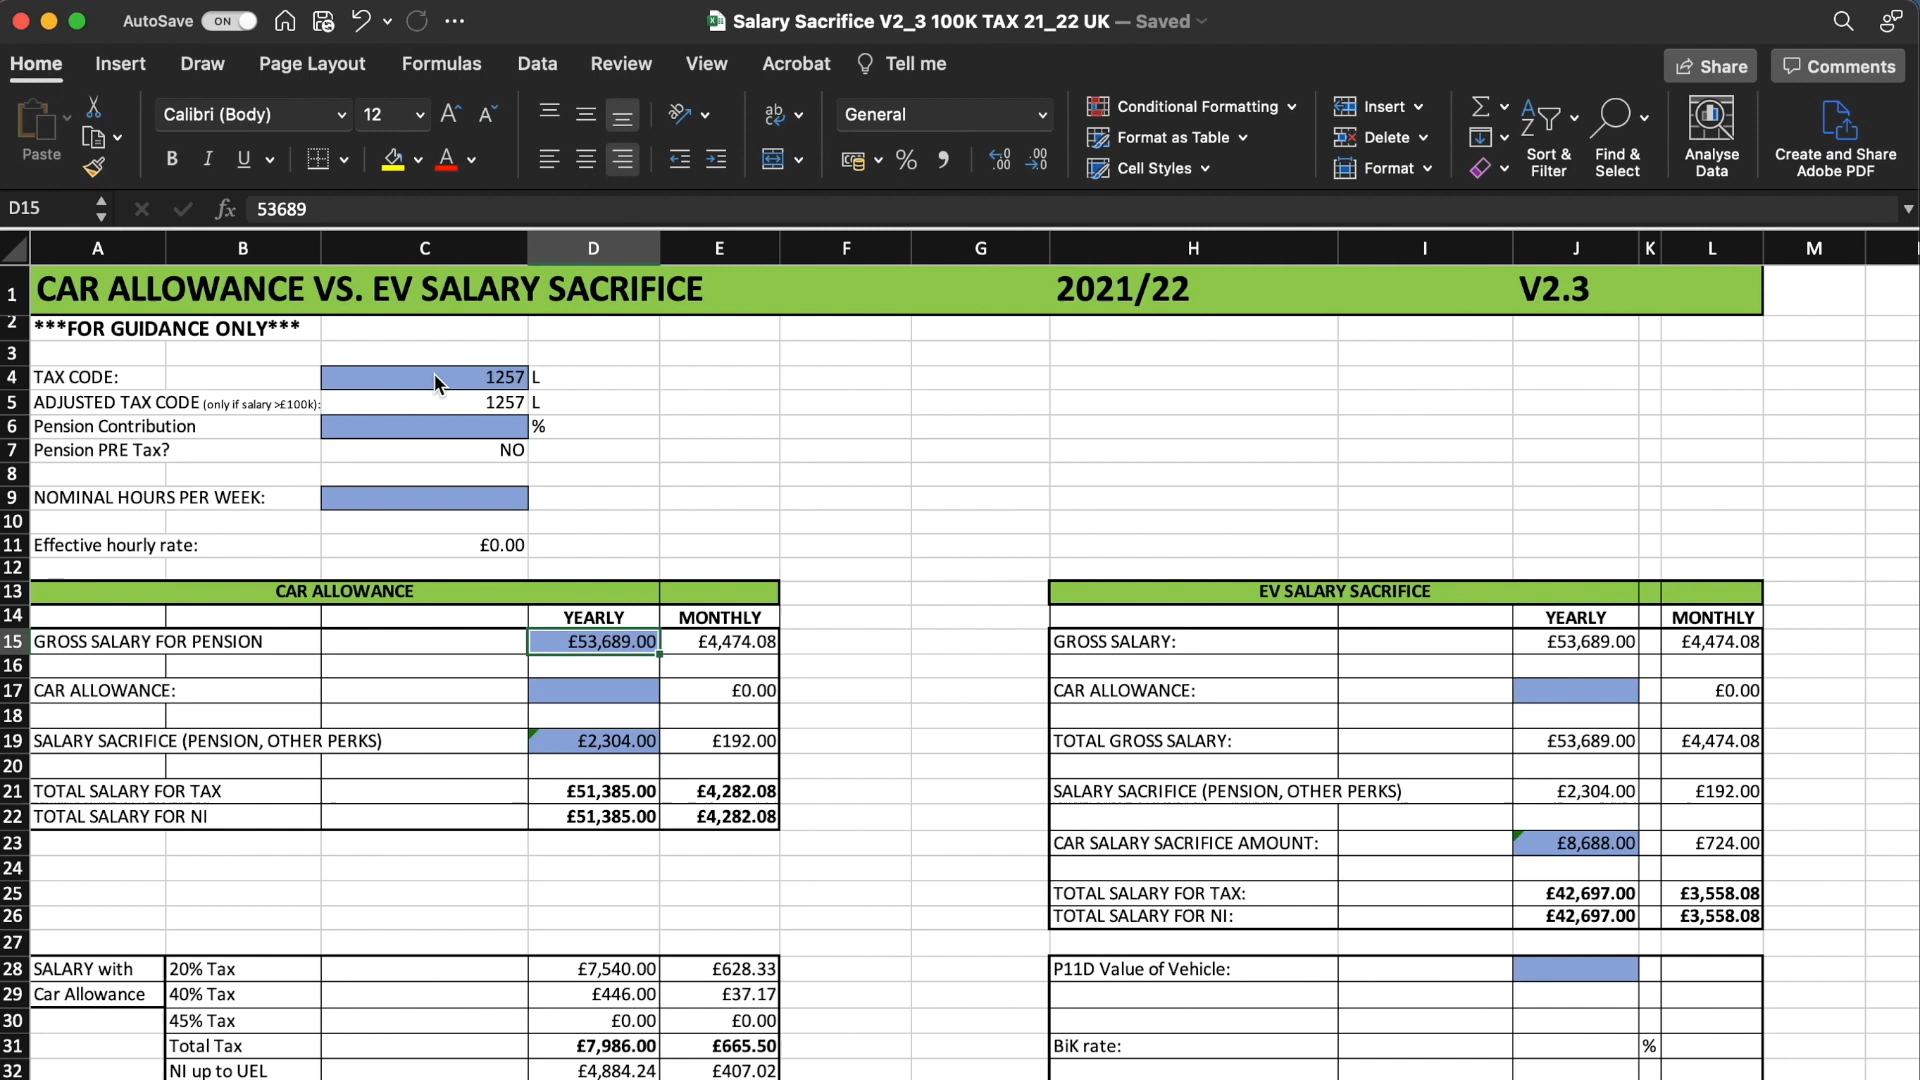 AutoSave ON Salary Sacrifice V2_3 100K TAX 21_22 UK — Saved
Home Insert Draw Page Layout Formulas Data Review View Acrobat Tell me Share Comments
Calibri (Body) 12 General Conditional Formatting Insert
Format as Table Delete
Paste B I U Cell Styles Format Sort & Filter Find & Select Analyse Data Create and Share Adobe PDF
D15 fx 53689
A B C D E F G H I J K L M
1 CAR ALLOWANCE VS. EV SALARY SACRIFICE 2021/22 V2.3
2 ***FOR GUIDANCE ONLY***
3
4 TAX CODE: 1257 L
5 ADJUSTED TAX CODE (only if salary >£100k): 1257 L
6 Pension Contribution %
7 Pension PRE Tax? NO
8
9 NOMINAL HOURS PER WEEK:
10
11 Effective hourly rate: £0.00
12
13 CAR ALLOWANCE EV SALARY SACRIFICE
14 YEARLY MONTHLY YEARLY MONTHLY
15 GROSS SALARY FOR PENSION £53,689.00 £4,474.08 GROSS SALARY: £53,689.00 £4,474.08
16
17 CAR ALLOWANCE: £0.00 CAR ALLOWANCE: £0.00
18
19 SALARY SACRIFICE (PENSION, OTHER PERKS) £2,304.00 £192.00 TOTAL GROSS SALARY: £53,689.00 £4,474.08
20
21 TOTAL SALARY FOR TAX £51,385.00 £4,282.08 SALARY SACRIFICE (PENSION, OTHER PERKS) £2,304.00 £192.00
22 TOTAL SALARY FOR NI £51,385.00 £4,282.08
23 CAR SALARY SACRIFICE AMOUNT: £8,688.00 £724.00
24
25 TOTAL SALARY FOR TAX: £42,697.00 £3,558.08
26 TOTAL SALARY FOR NI: £42,697.00 £3,558.08
27
28 SALARY with 20% Tax £7,540.00 £628.33 P11D Value of Vehicle:
29 Car Allowance 40% Tax £446.00 £37.17
30 45% Tax £0.00 £0.00
31 Total Tax £7,986.00 £665.50 BiK rate: %
32 NI up to UEL £4,884.24 £407.02